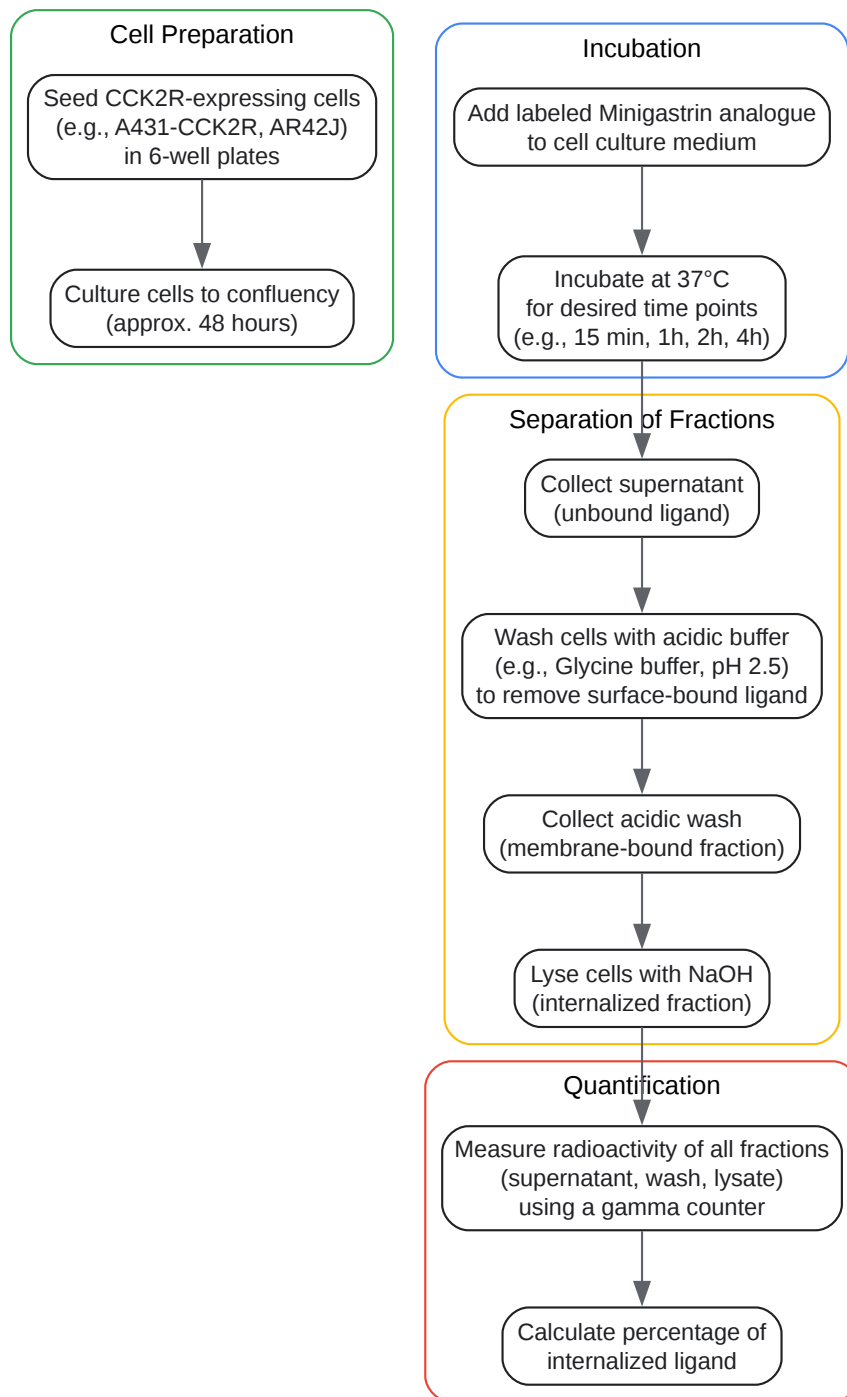 Cell Preparation
Seed CCK2R-expressing cells
(e.g., A431-CCK2R, AR42J)
in 6-well plates
Culture cells to confluency
(approx. 48 hours)
Incubation
Add labeled Minigastrin analogue
to cell culture medium
Incubate at 37°C
for desired time points
(e.g., 15 min, 1h, 2h, 4h)
Separation of Fractions
Collect supernatant
(unbound ligand)
Wash cells with acidic buffer
(e.g., Glycine buffer, pH 2.5)
to remove surface-bound ligand
Collect acidic wash
(membrane-bound fraction)
Lyse cells with NaOH
(internalized fraction)
Quantification
Measure radioactivity of all fractions
(supernatant, wash, lysate)
using a gamma counter
Calculate percentage of
internalized ligand